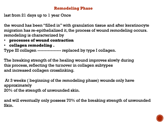 Remodeling Phase
last from 21 days up to 1 year Once
the wound has been "filled in" with granulation tissue and after keratinocyte
migration has re-epithelialized it, the process of wound remodeling occurs.
remodeling is characterized by
• processes of wound contraction
• collagen remodeling .
Type III collagen ---------------- replaced by type I collagen.
The breaking strength of the healing wound improves slowly during
the process, reflecting the turnover in collagen subtypes
and increased collagen crosslinking.
At 3 weeks ( beginning of the remodeling phase) wounds only have
approximately
20% of the strength of unwounded skin,
and will eventually only possess 70% of the breaking strength of unwounded
skin.